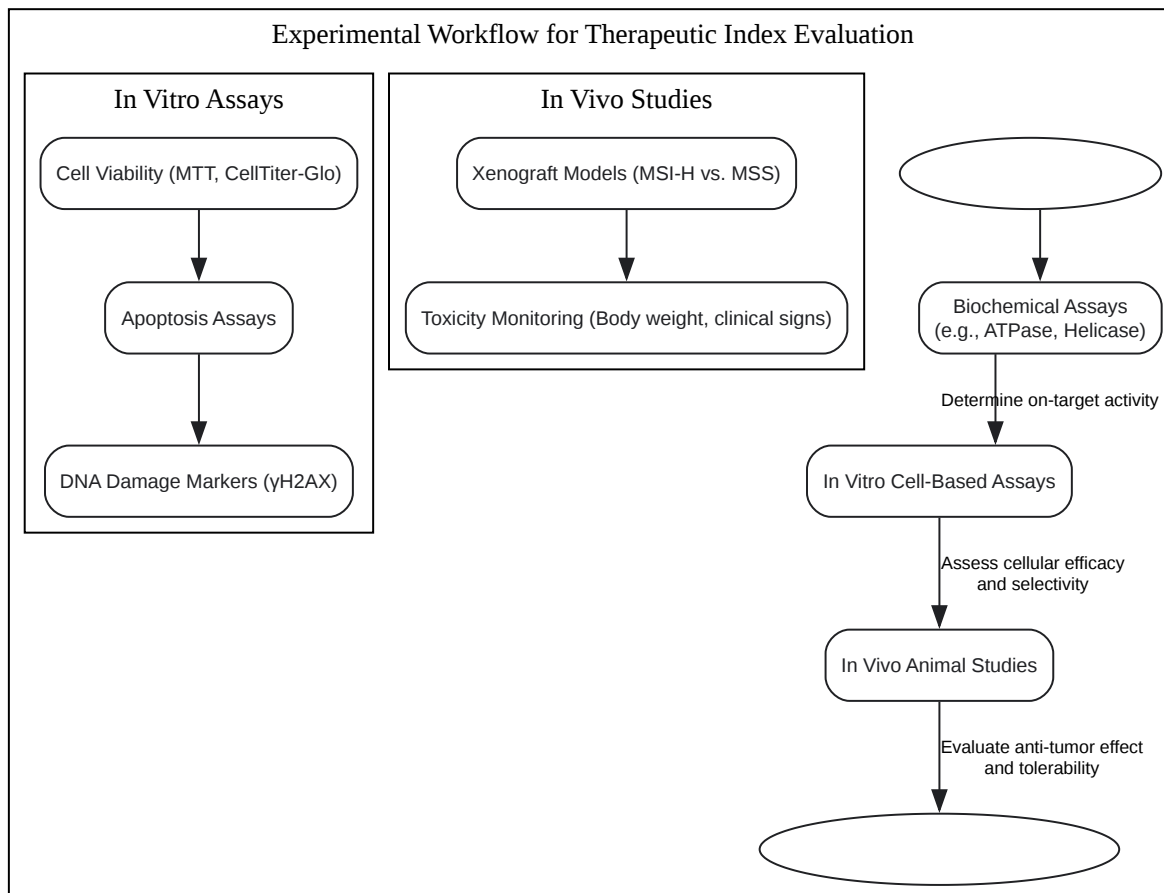 Experimental Workflow for Therapeutic Index Evaluation
In Vitro Assays
Cell Viability (MTT, CellTiter-Glo)
Apoptosis Assays
DNA Damage Markers (γH2AX)
In Vivo Studies
Xenograft Models (MSI-H vs. MSS)
Toxicity Monitoring (Body weight, clinical signs)
Biochemical Assays
(e.g., ATPase, Helicase)
Determine on-target activity
In Vitro Cell-Based Assays
Assess cellular efficacy
and selectivity
In Vivo Animal Studies
Evaluate anti-tumor effect
and tolerability